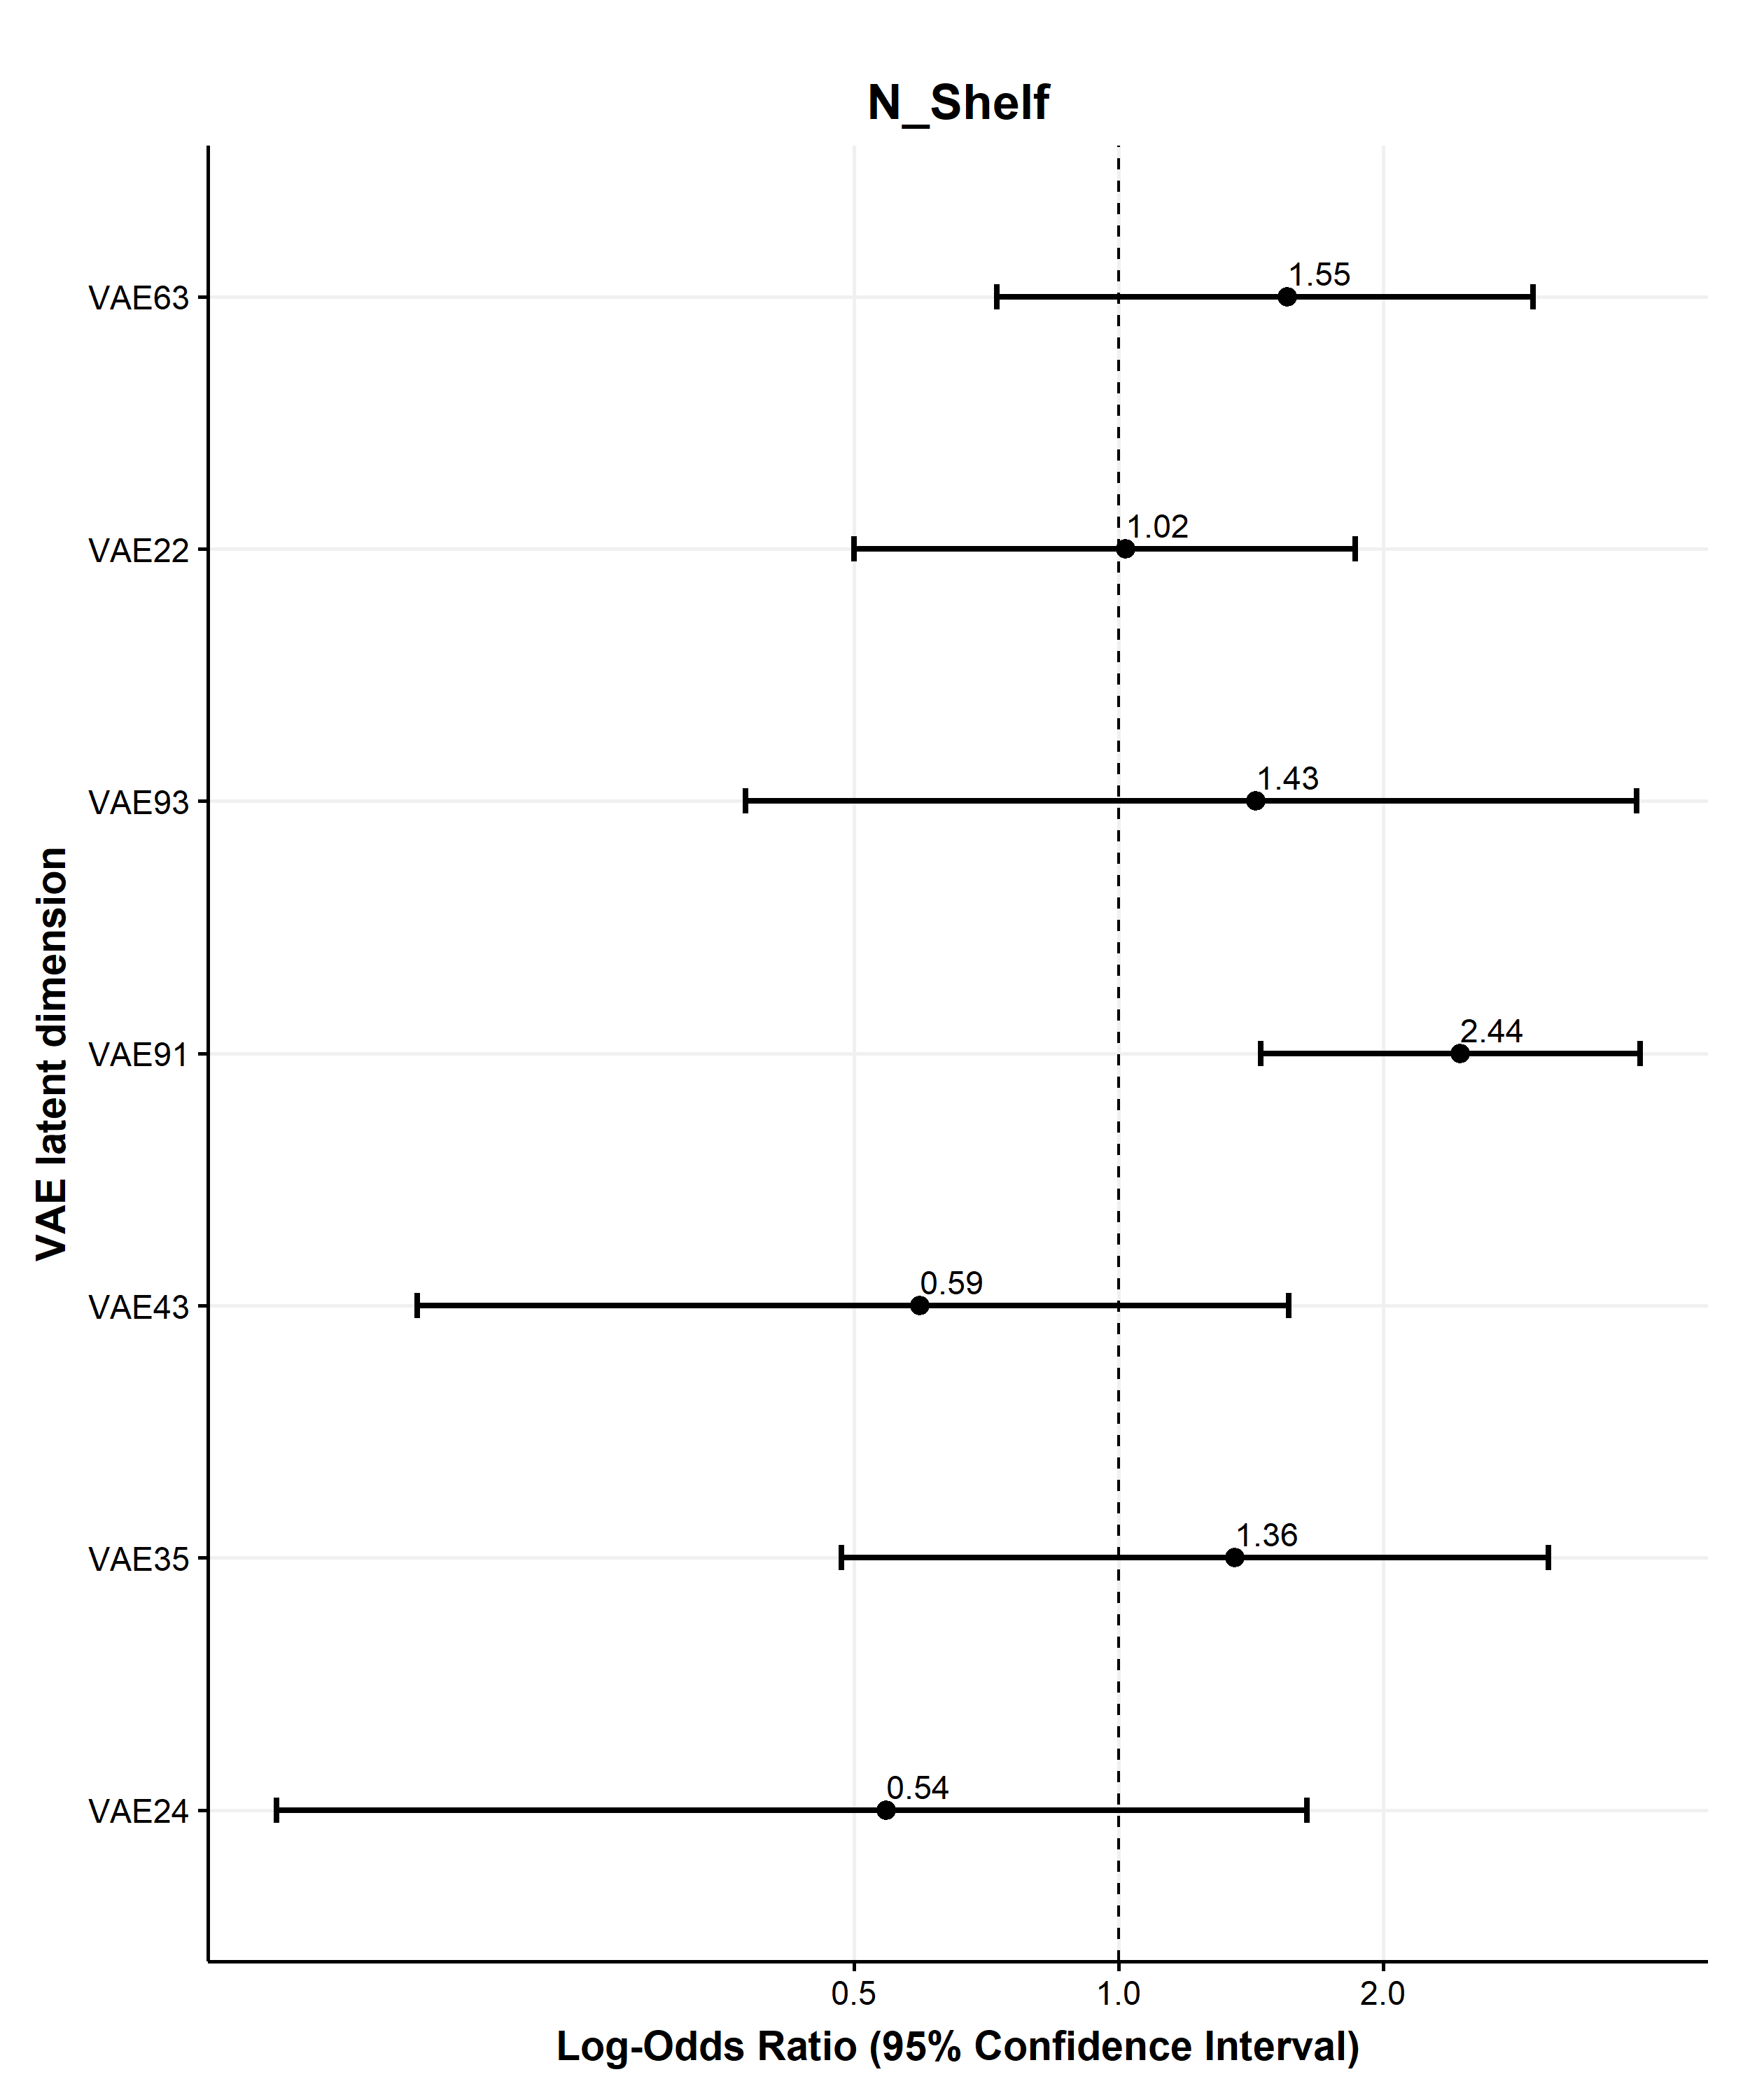 N_Shelf
VAE latent dimension
VAE63
1.55
VAE22
1.02
VAE93
1.43
VAE91
2.44
VAE43
0.59
VAE35
1.36
VAE24
0.54
0.5 1.0 2.0
Log-Odds Ratio (95% Confidence Interval)